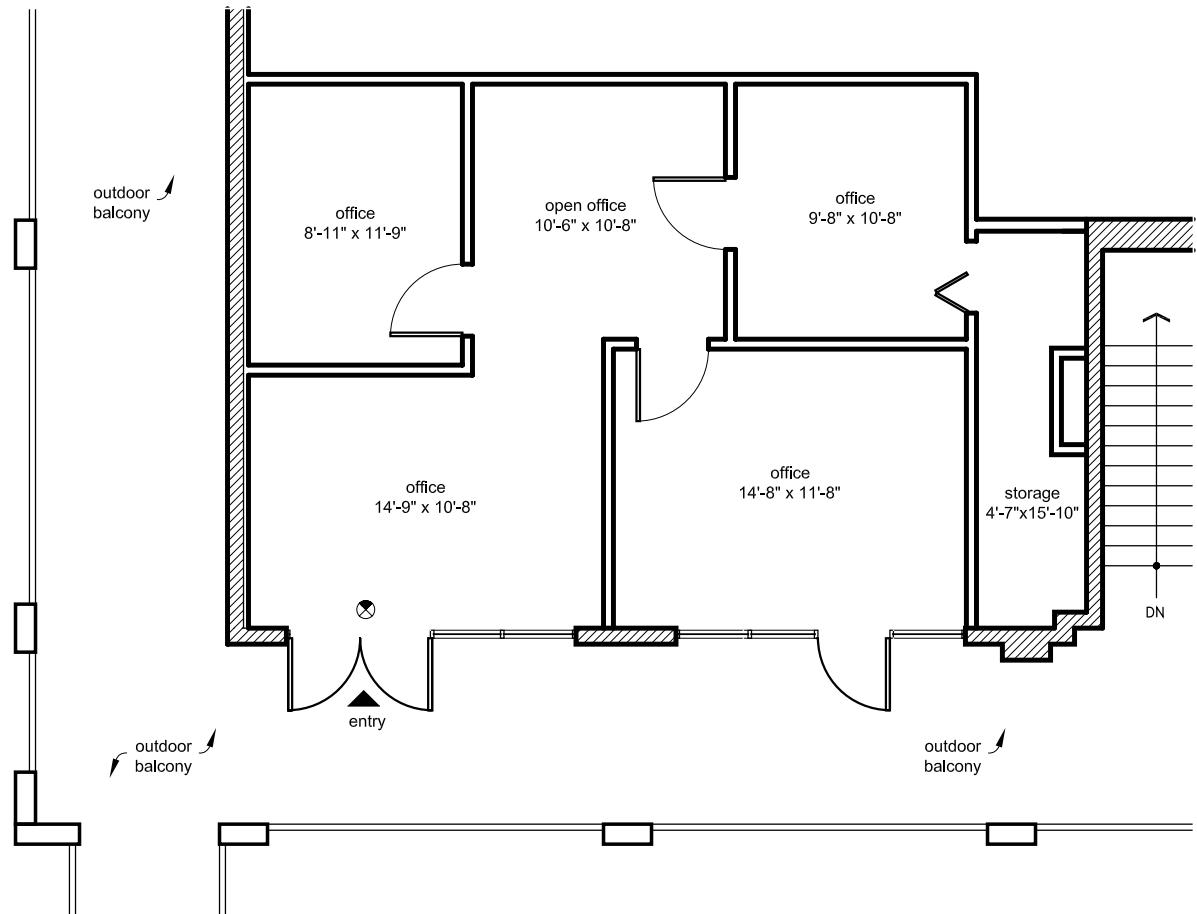 outdoor
balcony
office
8'-11" x 11'-9"
open office
10'-6" x 10'-8"
office
9'-8" x 10'-8"
office
14'-9" x 10'-8"
office
14'-8" x 11'-8"
storage
4'-7"x15'-10"
DN
entry
outdoor
balcony
outdoor
balcony